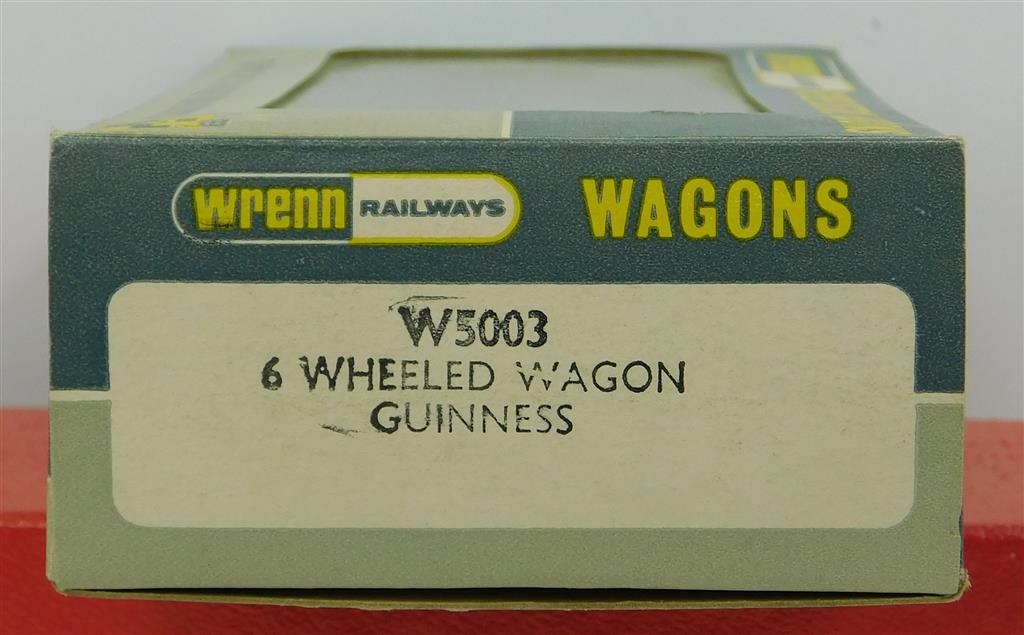 Wrenn RAILWAYS WAGONS
W5003
6 WHEELED WAGON
GUINNESS